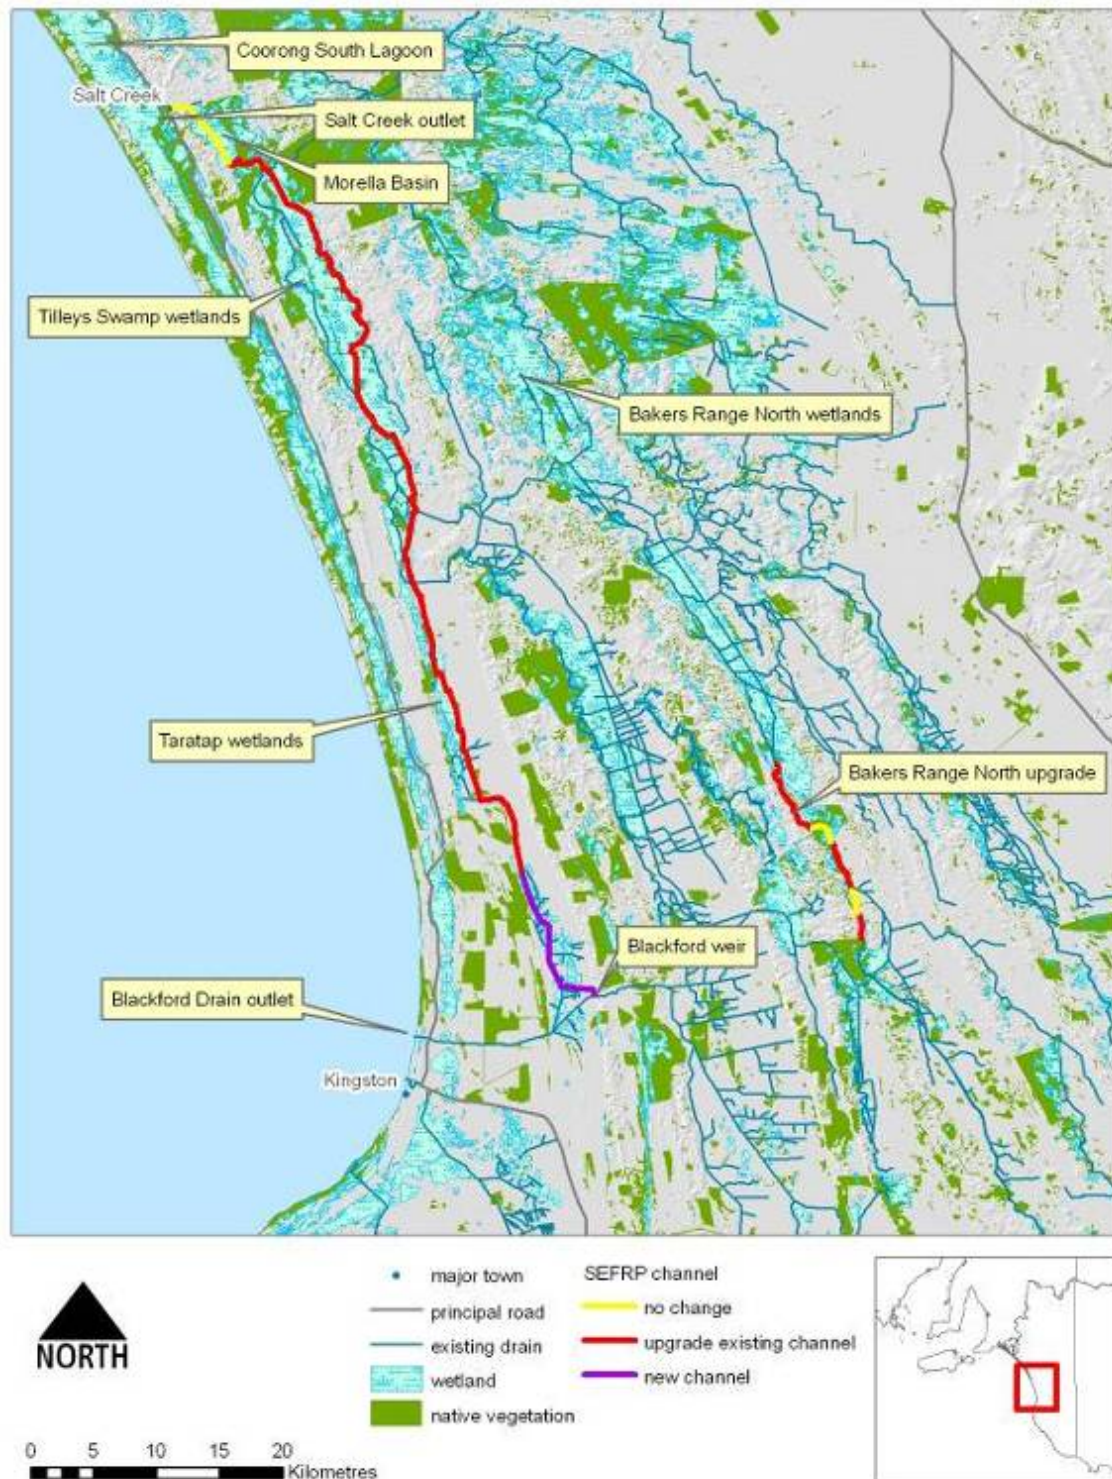 Coorong South Lagoon
Salt Creek
Salt Creek outlet
Morella Basin
Tilleys Swamp wetlands
Bakers Range North wetlands
Taratap wetlands
Bakers Range North upgrade
Blackford weir
Blackford Drain outlet
Kingston
NORTH
major town
principal road
existing drain
wetland
native vegetation
SEFRP channel
no change
upgrade existing channel
new channel
0 5 10 15 20
Kilometres